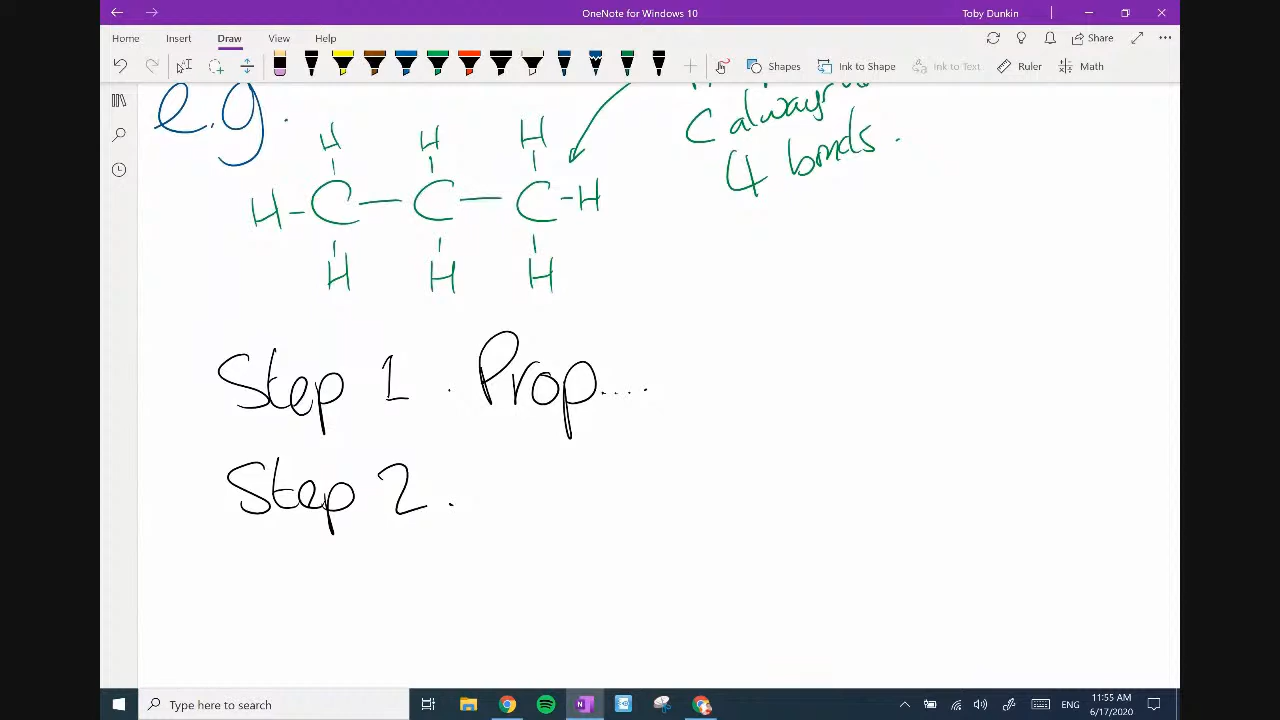 OneNote for Windows 10
Toby Dunkin
Home Insert Draw View Help
Share
Shapes
Ink to Shape
Ink to Text
Ruler
Math
e.g.
C always
4 bonds.
H H H
H-C-C-C-H
H H H
Step 1. Prop....
Step 2.
Type here to search
ENG
11:55 AM
6/17/2020